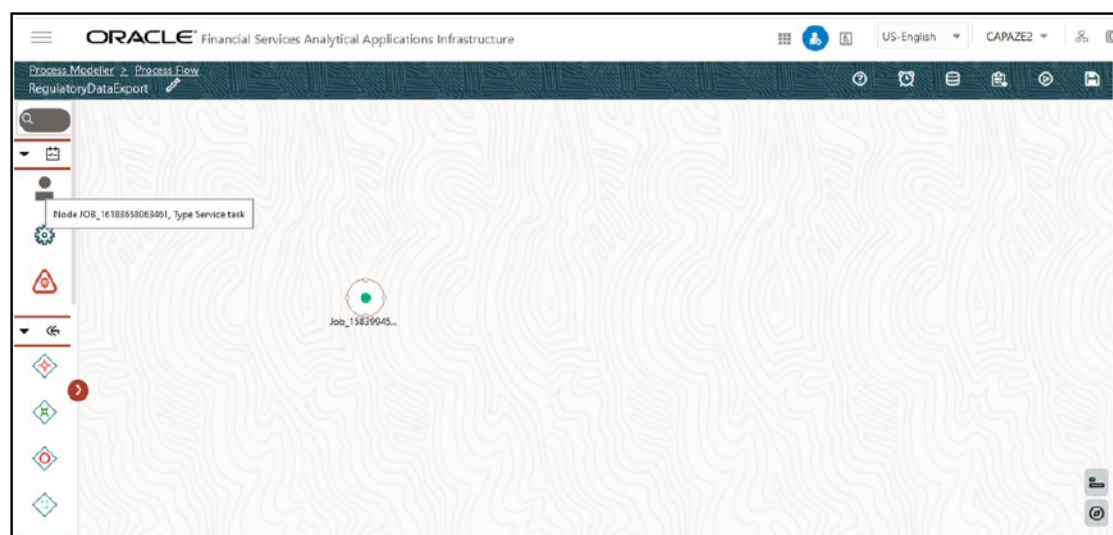 ORACLE® Financial Services Analytical Applications Infrastructure
US-English
CAPAZE2
Process Modeller > Process Flow
RegulatoryDataExport
Node JOB_16183658063461, Type Service task
Job_15839945...